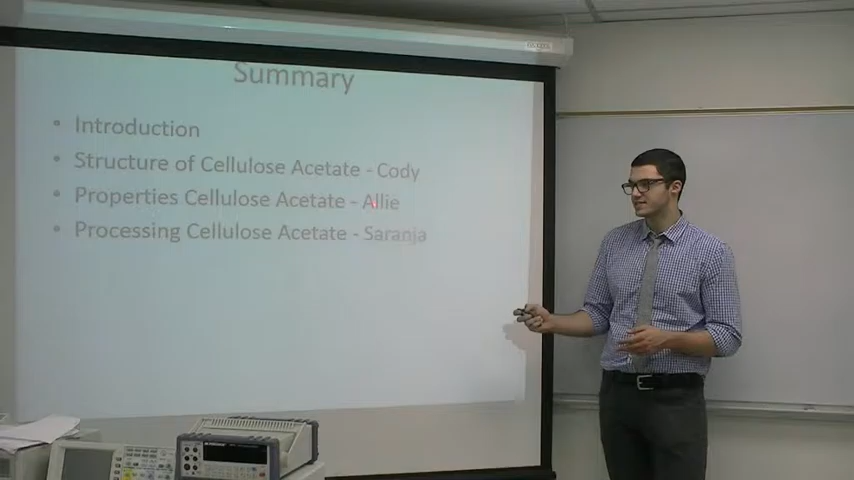 Summary
• Introduction
• Structure of Cellulose Acetate - Cody
• Properties Cellulose Acetate - Allie
• Processing Cellulose Acetate - Saranja